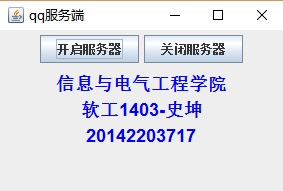 qq服务端
开启服务器 关闭服务器
信息与电气工程学院
软工1403-史坤
20142203717